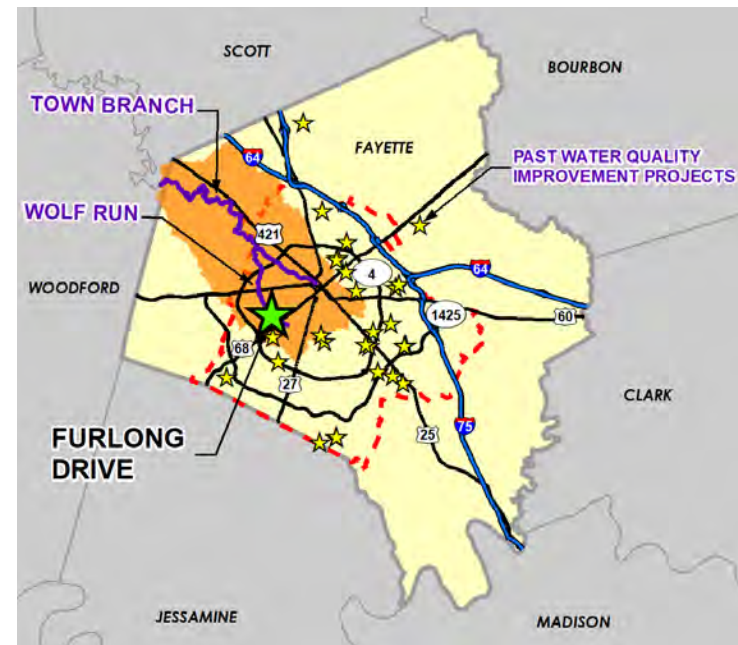 SCOTT
BOURBON
TOWN BRANCH
FAYETTE
64
PAST WATER QUALITY
IMPROVEMENT PROJECTS
WOLF RUN
421
WOODFORD
4
64
1425
60
68
27
CLARK
FURLONG
DRIVE
25
75
JESSAMINE
MADISON